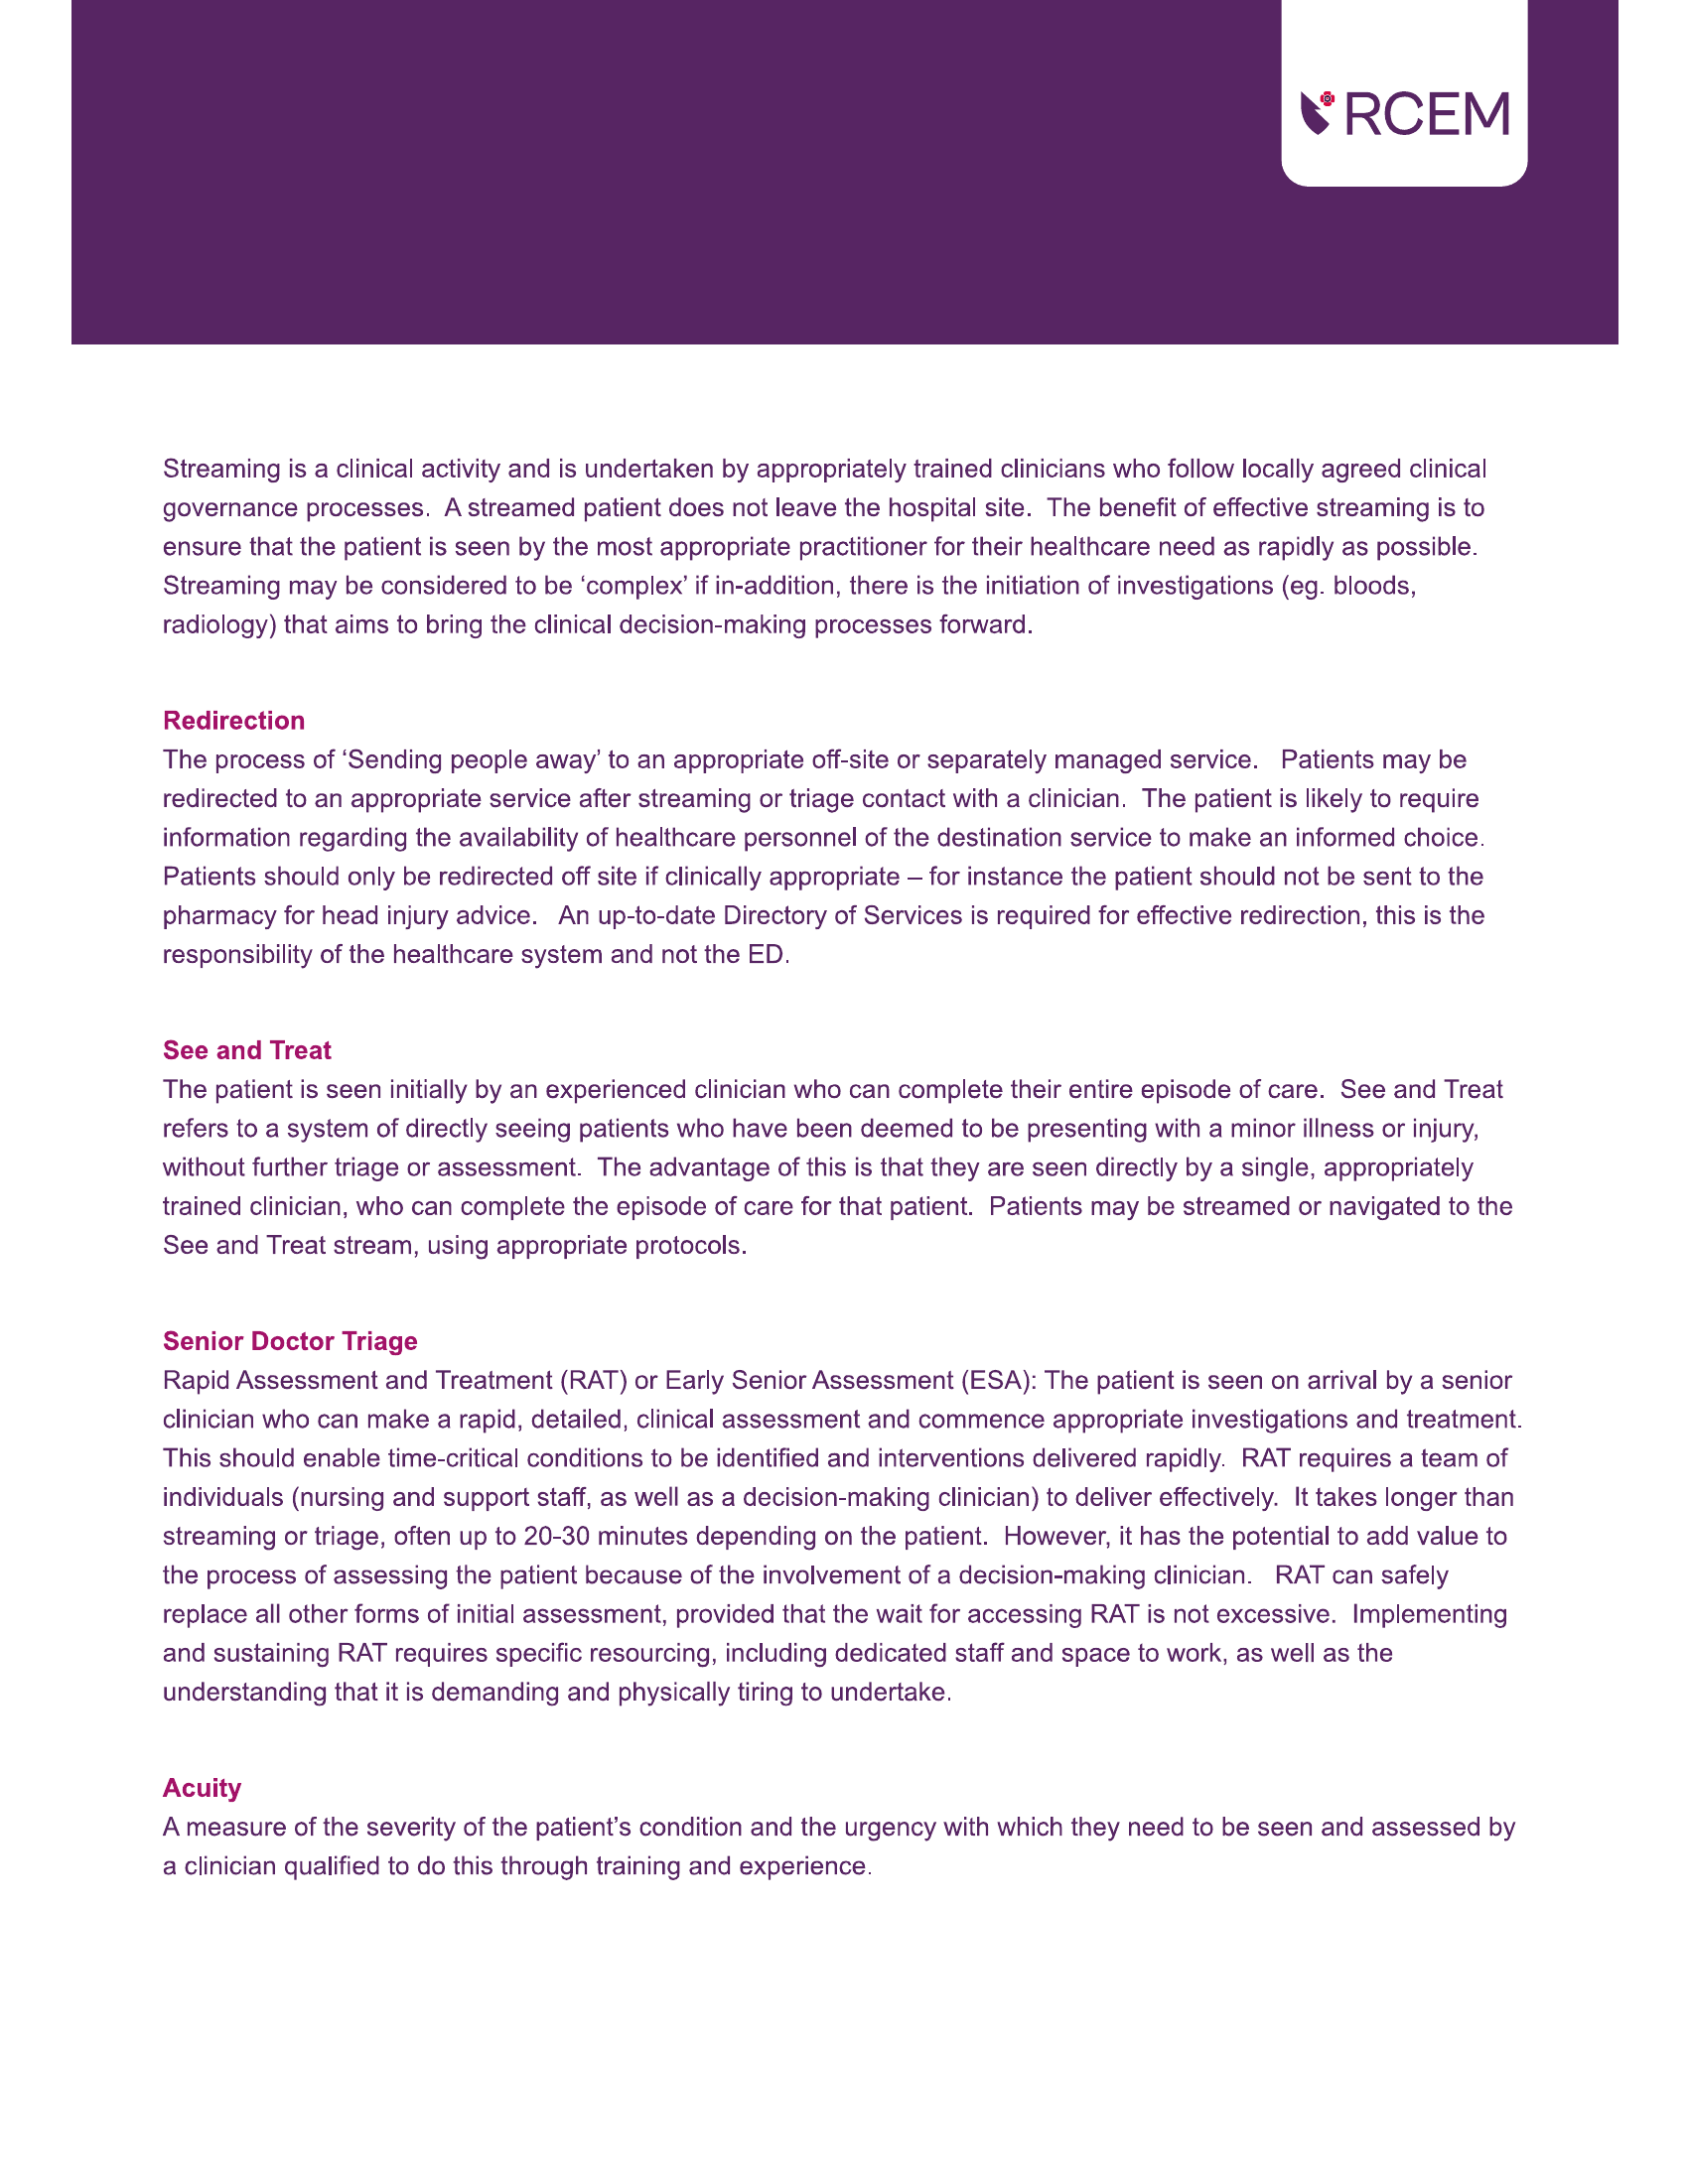 RCEM
Streaming is a clinical activity and is undertaken by appropriately trained clinicians who follow locally agreed clinical
governance processes.  A streamed patient does not leave the hospital site.  The benefit of effective streaming is to
ensure that the patient is seen by the most appropriate practitioner for their healthcare need as rapidly as possible.
Streaming may be considered to be ‘complex’ if in-addition, there is the initiation of investigations (eg. bloods,
radiology) that aims to bring the clinical decision-making processes forward.
Redirection
The process of ‘Sending people away’ to an appropriate off-site or separately managed service.   Patients may be
redirected to an appropriate service after streaming or triage contact with a clinician.  The patient is likely to require
information regarding the availability of healthcare personnel of the destination service to make an informed choice.
Patients should only be redirected off site if clinically appropriate – for instance the patient should not be sent to the
pharmacy for head injury advice.   An up-to-date Directory of Services is required for effective redirection, this is the
responsibility of the healthcare system and not the ED.
See and Treat
The patient is seen initially by an experienced clinician who can complete their entire episode of care.  See and Treat
refers to a system of directly seeing patients who have been deemed to be presenting with a minor illness or injury,
without further triage or assessment.  The advantage of this is that they are seen directly by a single, appropriately
trained clinician, who can complete the episode of care for that patient.  Patients may be streamed or navigated to the
See and Treat stream, using appropriate protocols.
Senior Doctor Triage
Rapid Assessment and Treatment (RAT) or Early Senior Assessment (ESA): The patient is seen on arrival by a senior
clinician who can make a rapid, detailed, clinical assessment and commence appropriate investigations and treatment.
This should enable time-critical conditions to be identified and interventions delivered rapidly.  RAT requires a team of
individuals (nursing and support staff, as well as a decision-making clinician) to deliver effectively.  It takes longer than
streaming or triage, often up to 20-30 minutes depending on the patient.  However, it has the potential to add value to
the process of assessing the patient because of the involvement of a decision-making clinician.   RAT can safely
replace all other forms of initial assessment, provided that the wait for accessing RAT is not excessive.  Implementing
and sustaining RAT requires specific resourcing, including dedicated staff and space to work, as well as the
understanding that it is demanding and physically tiring to undertake.
Acuity
A measure of the severity of the patient’s condition and the urgency with which they need to be seen and assessed by
a clinician qualified to do this through training and experience.